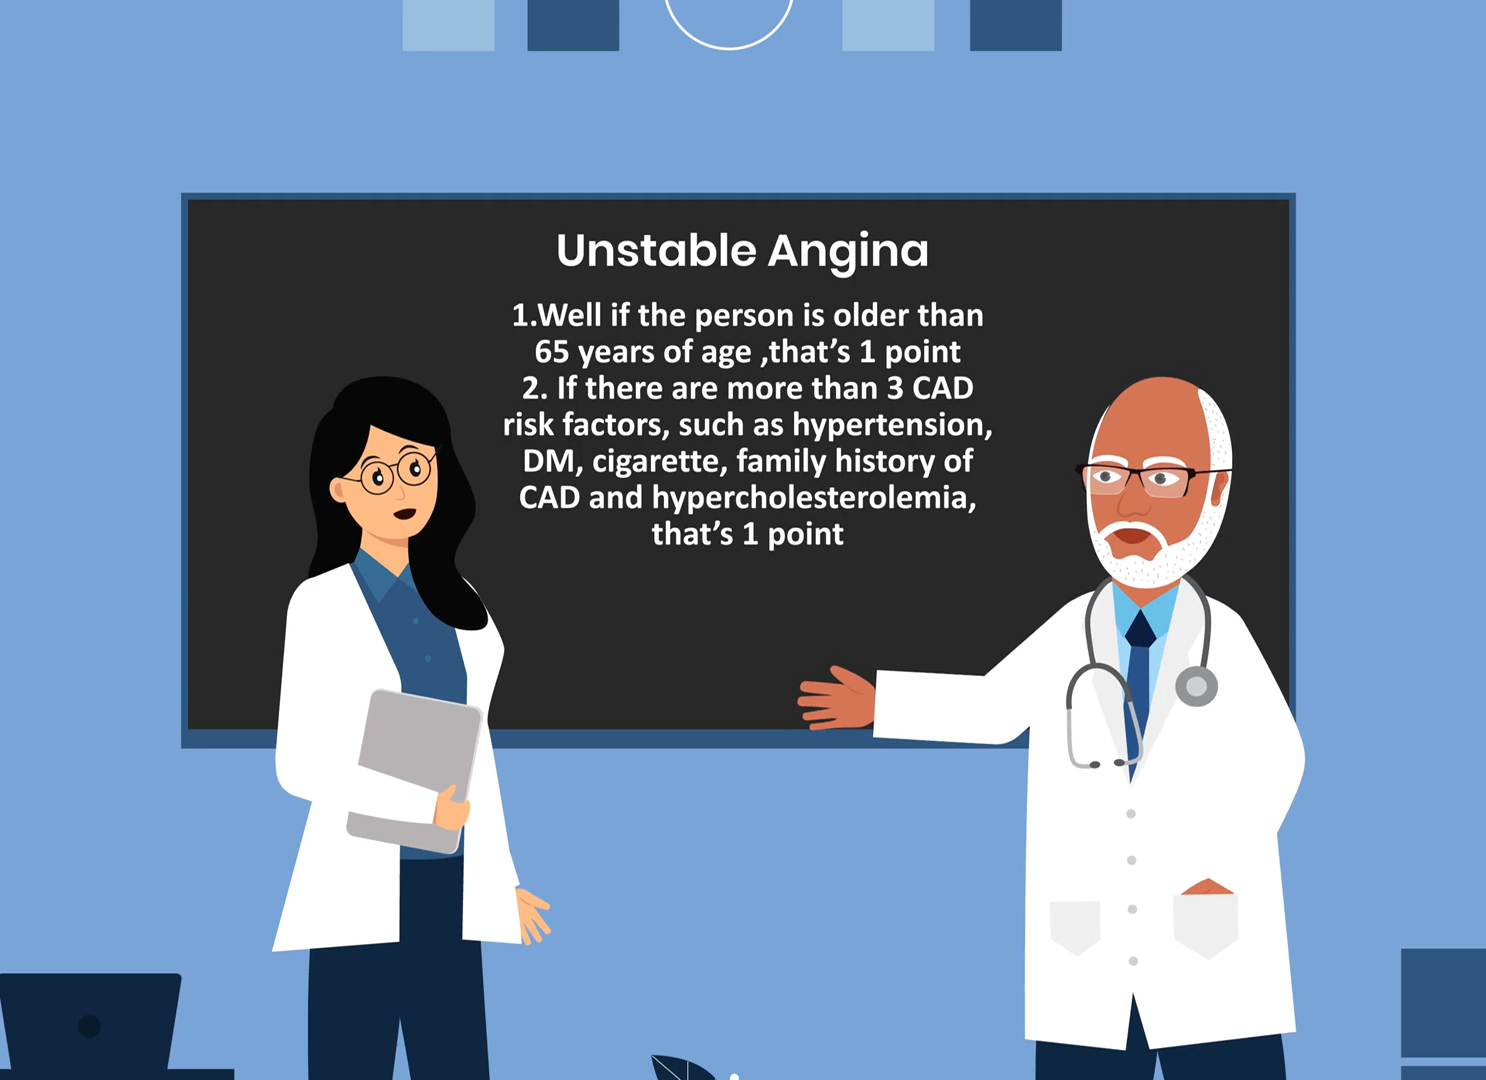 Unstable Angina
1.Well if the person is older than
65 years of age ,that’s 1 point
2. If there are more than 3 CAD
risk factors, such as hypertension,
DM, cigarette, family history of
CAD and hypercholesterolemia,
that’s 1 point